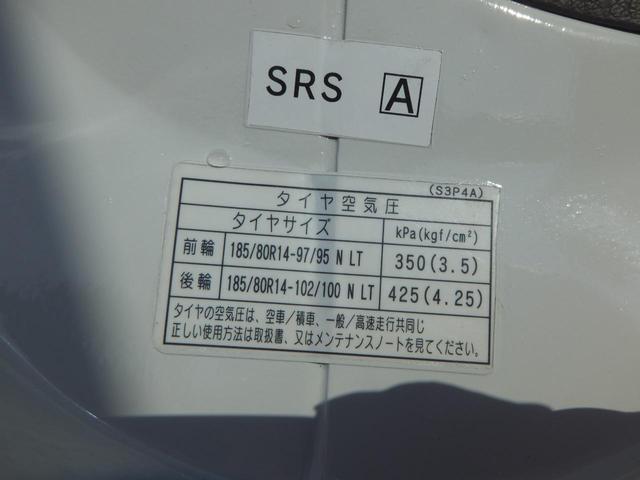 SRS A
(S3P4A)
タイヤ空気圧
タイヤサイズ kPa(kgf/cm²)
前輪 185/80R14-97/95 N LT 350(3.5)
後輪 185/80R14-102/100 N LT 425(4.25)
タイヤの空気圧は、空車/積車、一般/高速走行共同じ
正しい使用方法は取扱書、又はメンテナンスノートを見てください。